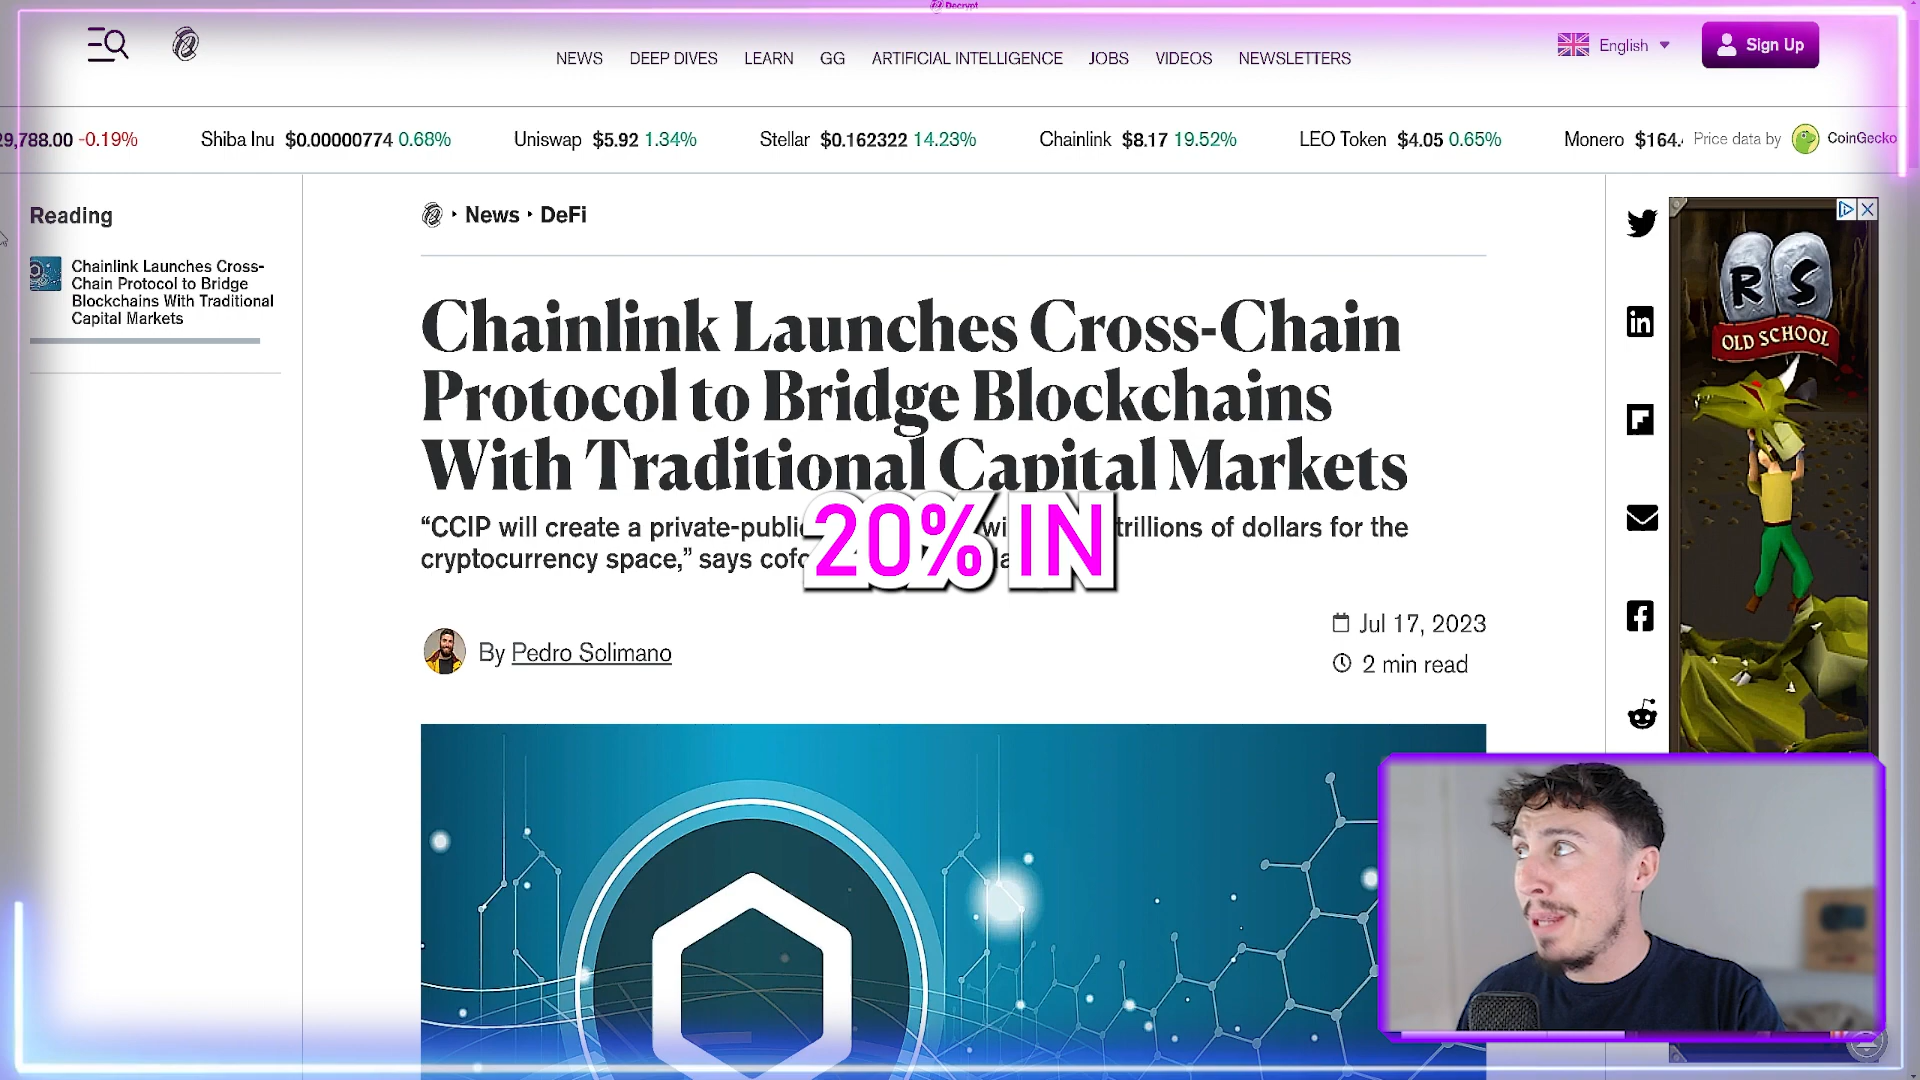 Decrypt
NEWS DEEP DIVES LEARN GG ARTIFICIAL INTELLIGENCE JOBS VIDEOS NEWSLETTERS
English
Sign Up
29,788.00 -0.19% Shiba Inu $0.00000774 0.68% Uniswap $5.92 1.34% Stellar $0.162322 14.23% Chainlink $8.17 19.52% LEO Token $4.05 0.65% Monero $164. Price data by CoinGecko
Reading
Chainlink Launches Cross-
Chain Protocol to Bridge
Blockchains With Traditional
Capital Markets
News DeFi
Chainlink Launches Cross-Chain
Protocol to Bridge Blockchains
With Traditional Capital Markets
“CCIP will create a private-public trillions of dollars for the
cryptocurrency space,” says
20% IN
By Pedro Solimano
Jul 17, 2023
2 min read
RS
OLD SCHOOL